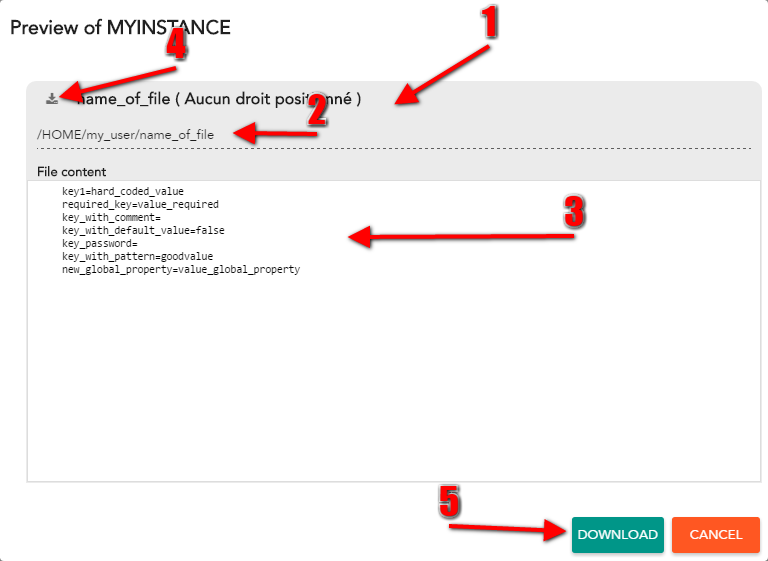 Preview of MYINSTANCE
4
1
name_of_file ( Aucun droit positionné )
2
/HOME/my_user/name_of_file
File content
key1=hard_coded_value
required_key=value_required
key_with_comment=
key_with_default_value=false
key_password=
key_with_pattern=goodvalue
new_global_property=value_global_property
3
5
DOWNLOAD
CANCEL